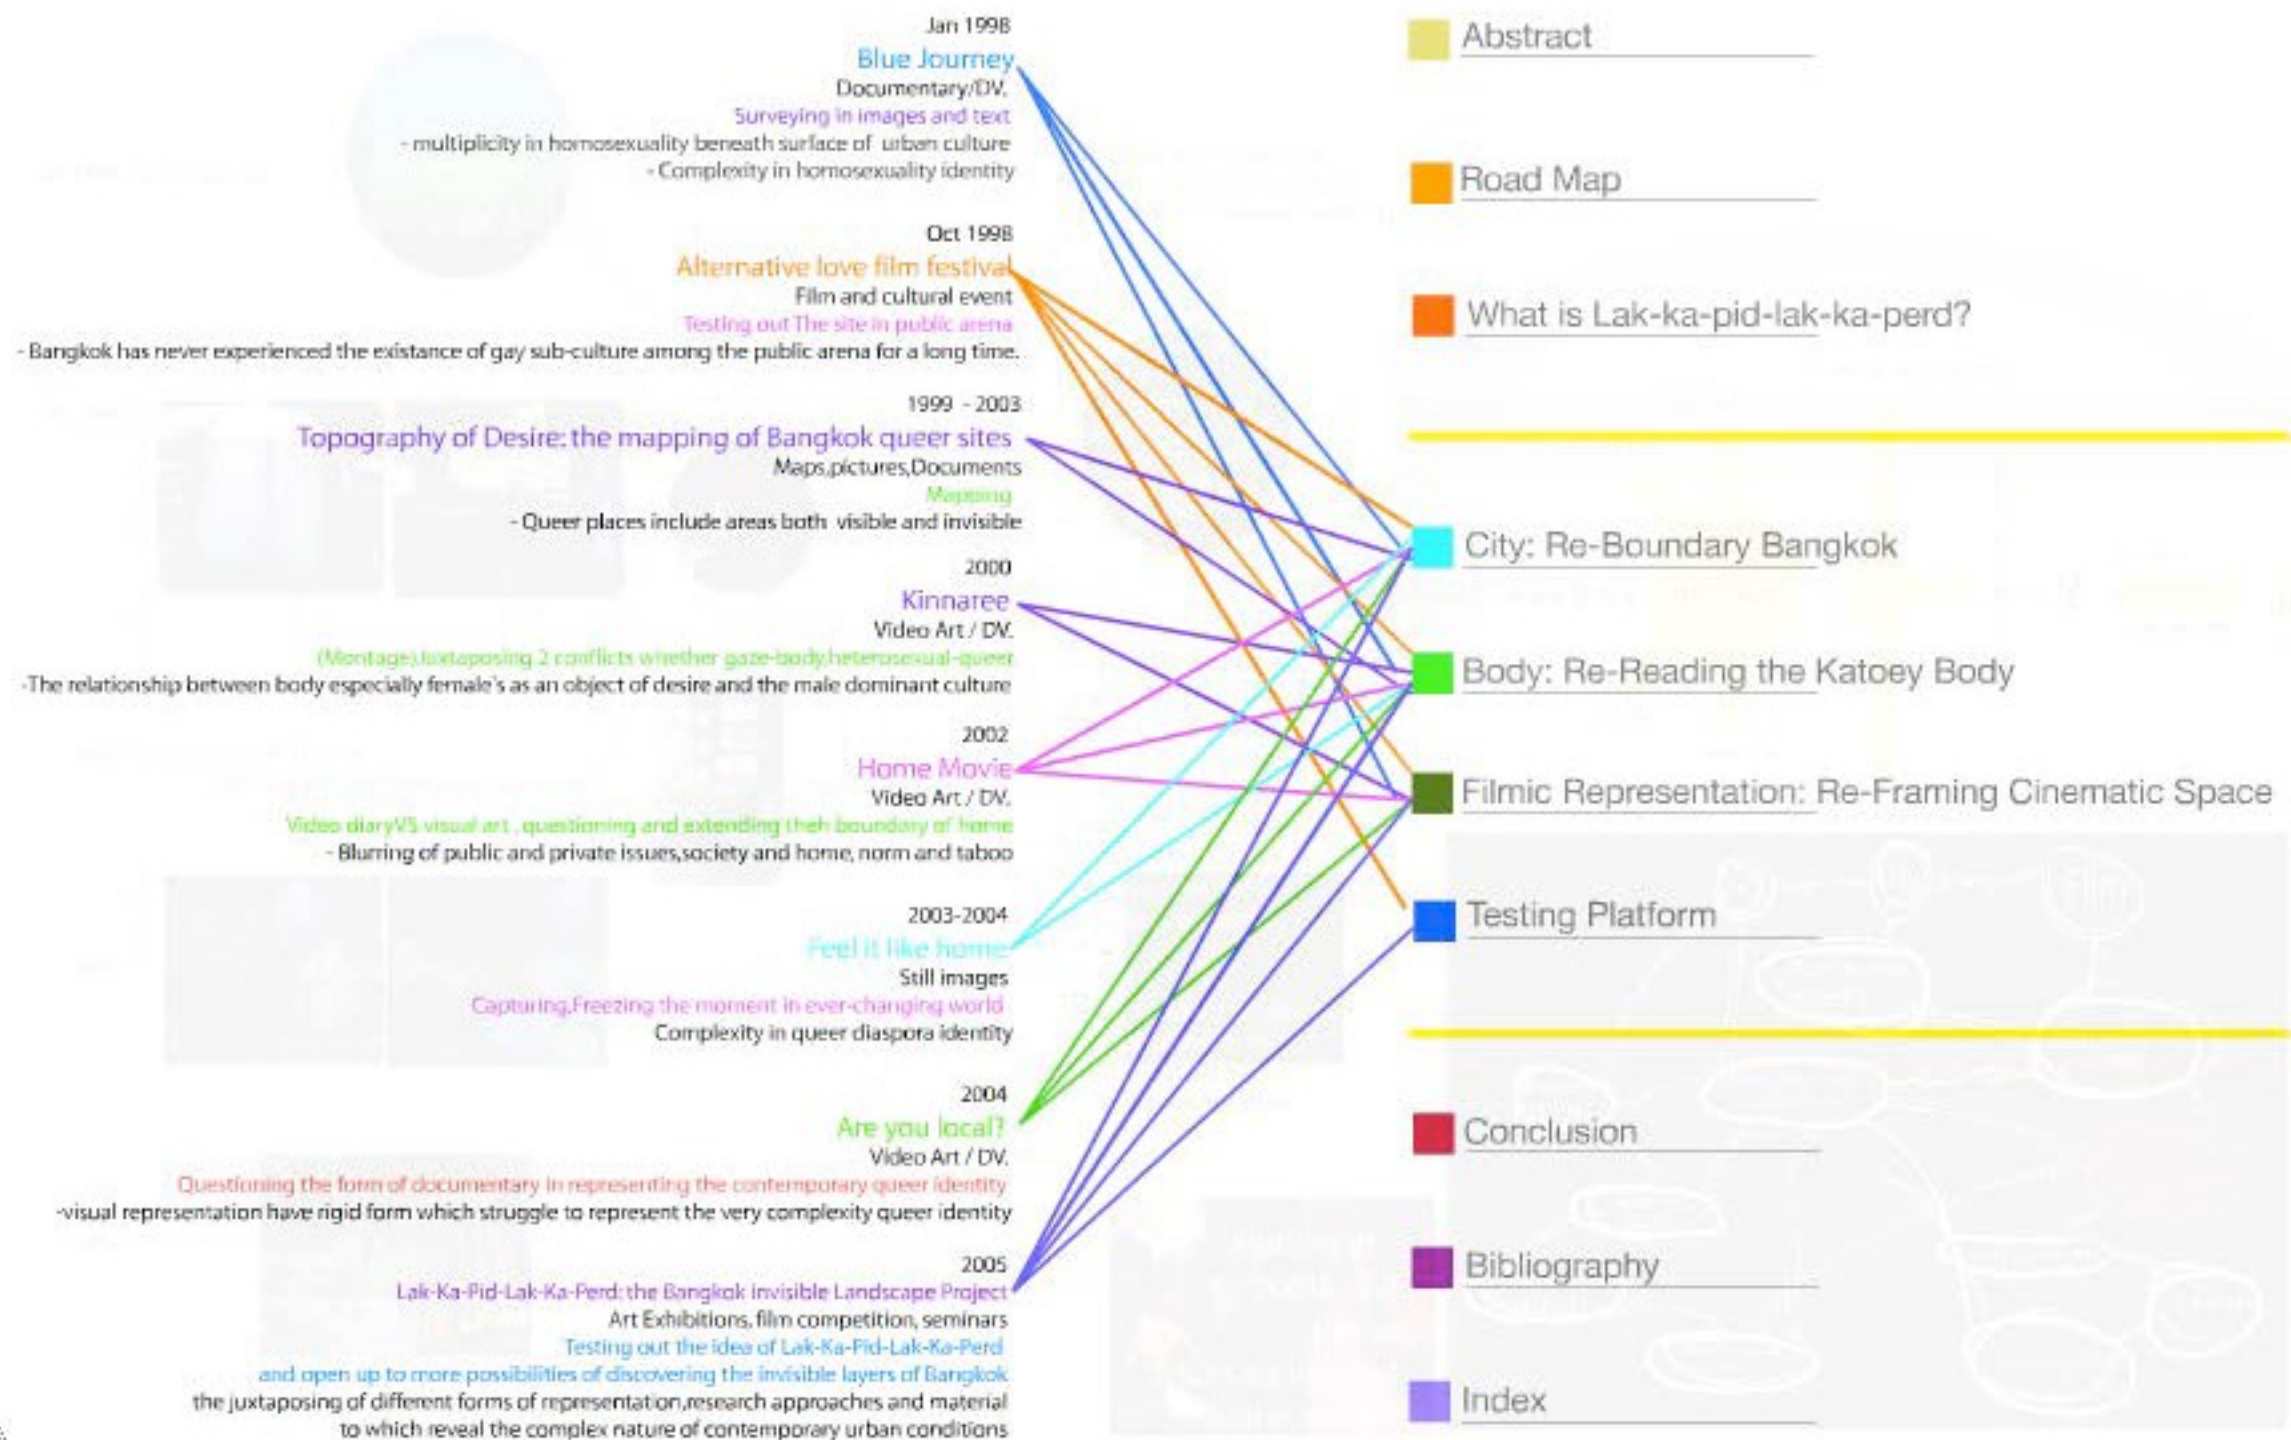 Jan 1998
Blue Journey
Documentary/DV.
Surveying in images and text
- multiplicity in homosexuality beneath surface of urban culture
- Complexity in homosexuality identity
Oct 1998
Alternative love film festival
Film and cultural event
Testing out The site in public arena
- Bangkok has never experienced the existance of gay sub-culture among the public arena for a long time.
1999 - 2003
Topography of Desire: the mapping of Bangkok queer sites
Maps,pictures,Documents
Mapping
- Queer places include areas both visible and invisible
2000
Kinnaree
Video Art / DV.
(Montage),Juxtaposing 2 conflicts whether gaze-body,heterosexual-queer
-The relationship between body especially female's as an object of desire and the male dominant culture
2002
Home Movie
Video Art / DV.
Video diaryVS visual art , questioning and extending theh boundary of home
- Blurring of public and private issues,society and home, norm and taboo
2003-2004
Feel it like home
Still images
Capturing,Freezing the moment in ever-changing world
Complexity in queer diaspora identity
2004
Are you local?
Video Art / DV.
Questioning the form of documentary in representing the contemporary queer identity
-visual representation have rigid form which struggle to represent the very complexity queer identity
2005
Lak-Ka-Pid-Lak-Ka-Perd: the Bangkok invisible Landscape Project
Art Exhibitions, film competition, seminars
Testing out the idea of Lak-Ka-Pid-Lak-Ka-Perd
and open up to more possibilities of discovering the invisible layers of Bangkok
the juxtaposing of different forms of representation,research approaches and material
to which reveal the complex nature of contemporary urban conditions
Abstract
Road Map
What is Lak-ka-pid-lak-ka-perd?
City: Re-Boundary Bangkok
Body: Re-Reading the Katoey Body
Filmic Representation: Re-Framing Cinematic Space
Testing Platform
Conclusion
Bibliography
Index